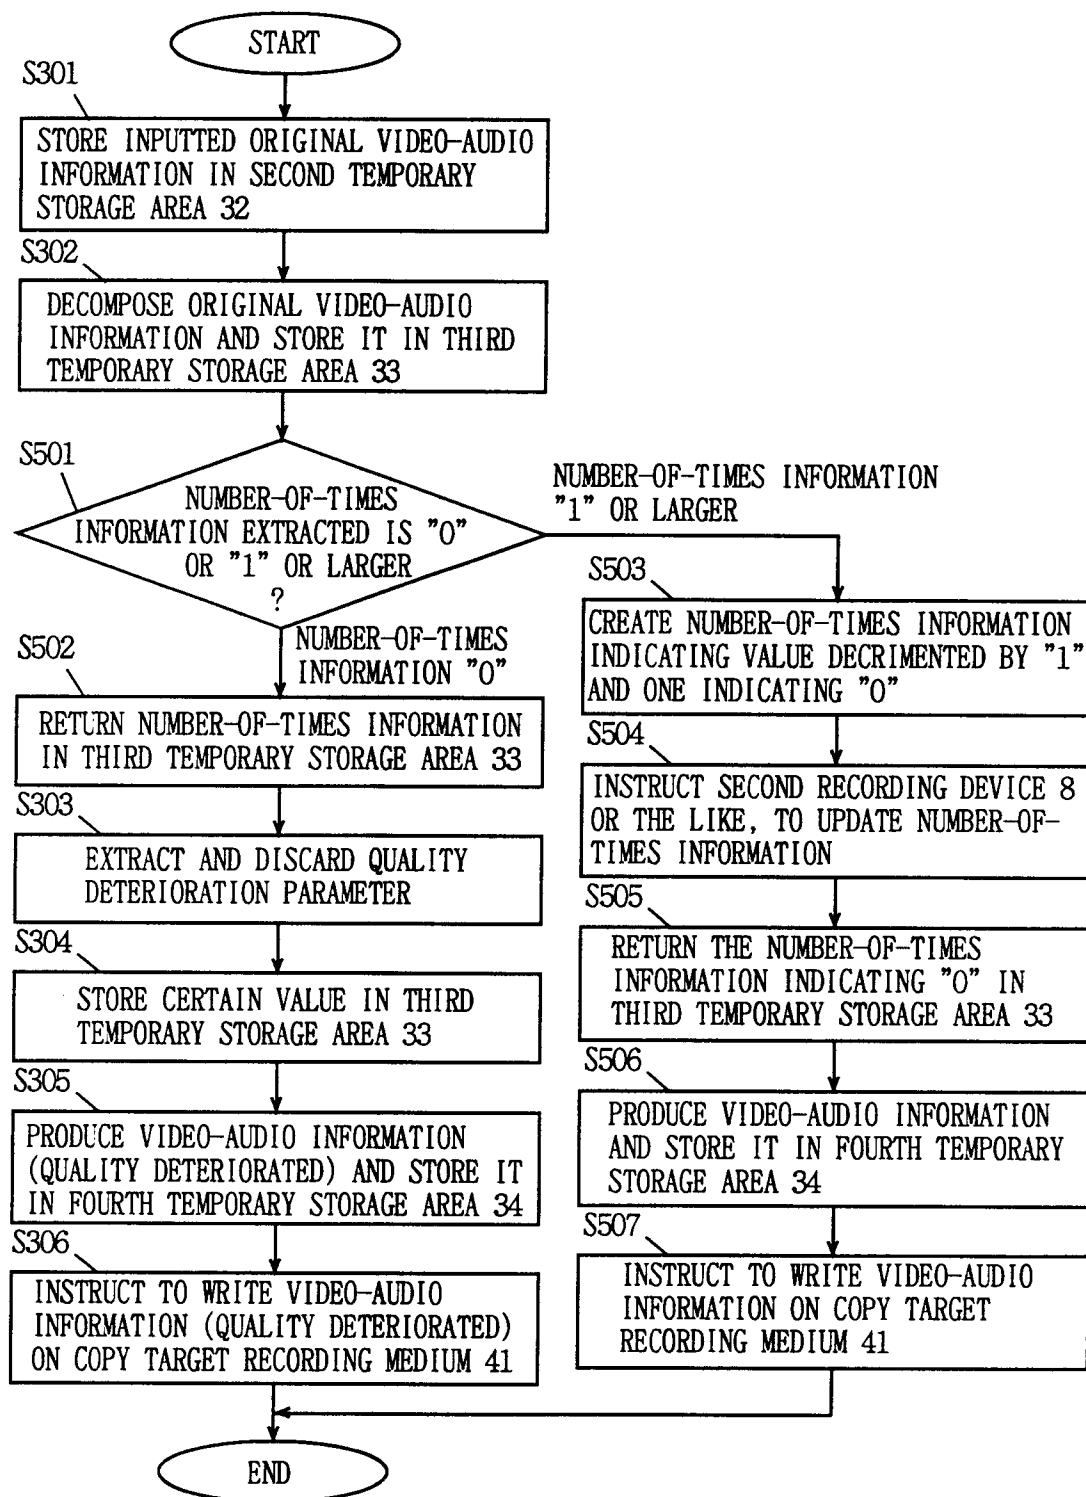 START
S301
STORE INPUTTED ORIGINAL VIDEO-AUDIO
INFORMATION IN SECOND TEMPORARY
STORAGE AREA 32
S302
DECOMPOSE ORIGINAL VIDEO-AUDIO
INFORMATION AND STORE IT IN THIRD
TEMPORARY STORAGE AREA 33
S501
NUMBER-OF-TIMES
INFORMATION EXTRACTED IS "0"
OR "1" OR LARGER
?
NUMBER-OF-TIMES INFORMATION
"1" OR LARGER
NUMBER-OF-TIMES
INFORMATION "0"
S502
RETURN NUMBER-OF-TIMES INFORMATION
IN THIRD TEMPORARY STORAGE AREA 33
S303
EXTRACT AND DISCARD QUALITY
DETERIORATION PARAMETER
S304
STORE CERTAIN VALUE IN THIRD
TEMPORARY STORAGE AREA 33
S305
PRODUCE VIDEO-AUDIO INFORMATION
(QUALITY DETERIORATED) AND STORE IT
IN FOURTH TEMPORARY STORAGE AREA 34
S306
INSTRUCT TO WRITE VIDEO-AUDIO
INFORMATION (QUALITY DETERIORATED)
ON COPY TARGET RECORDING MEDIUM 41
S503
CREATE NUMBER-OF-TIMES INFORMATION
INDICATING VALUE DECRIMENTED BY "1"
AND ONE INDICATING "0"
S504
INSTRUCT SECOND RECORDING DEVICE 8
OR THE LIKE, TO UPDATE NUMBER-OF-
TIMES INFORMATION
S505
RETURN THE NUMBER-OF-TIMES
INFORMATION INDICATING "0" IN
THIRD TEMPORARY STORAGE AREA 33
S506
PRODUCE VIDEO-AUDIO INFORMATION
AND STORE IT IN FOURTH TEMPORARY
STORAGE AREA 34
S507
INSTRUCT TO WRITE VIDEO-AUDIO
INFORMATION ON COPY TARGET
RECORDING MEDIUM 41
END